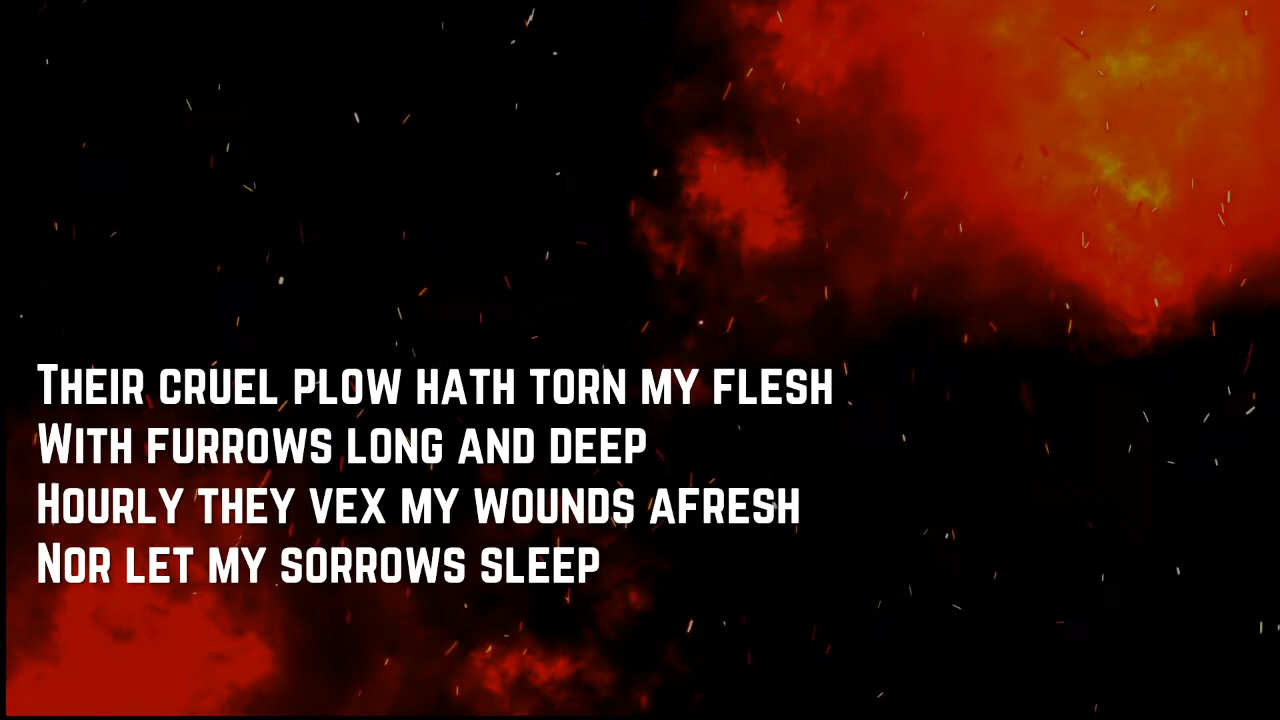 Their cruel plow hath torn my flesh
With furrows long and deep
Hourly they vex my wounds afresh
Nor let my sorrows sleep